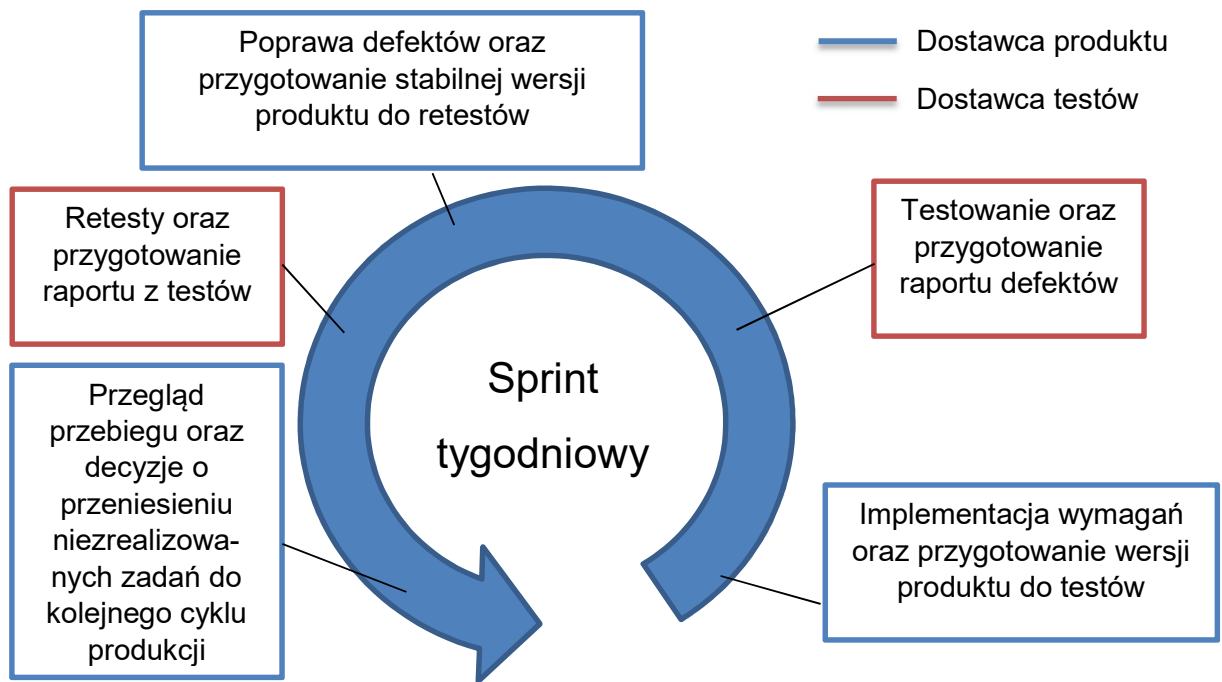 Poprawa defektów oraz
przygotowanie stabilnej wersji
produktu do retestów
Dostawca produktu
Dostawca testów
Retesty oraz
przygotowanie
raportu z testów
Testowanie oraz
przygotowanie
raportu defektów
Przegląd
przebiegu oraz
decyzje o
przeniesieniu
niezrealizowa-
nych zadań do
kolejnego cyklu
produkcji
Sprint
tygodniowy
Implementacja wymagań
oraz przygotowanie wersji
produktu do testów